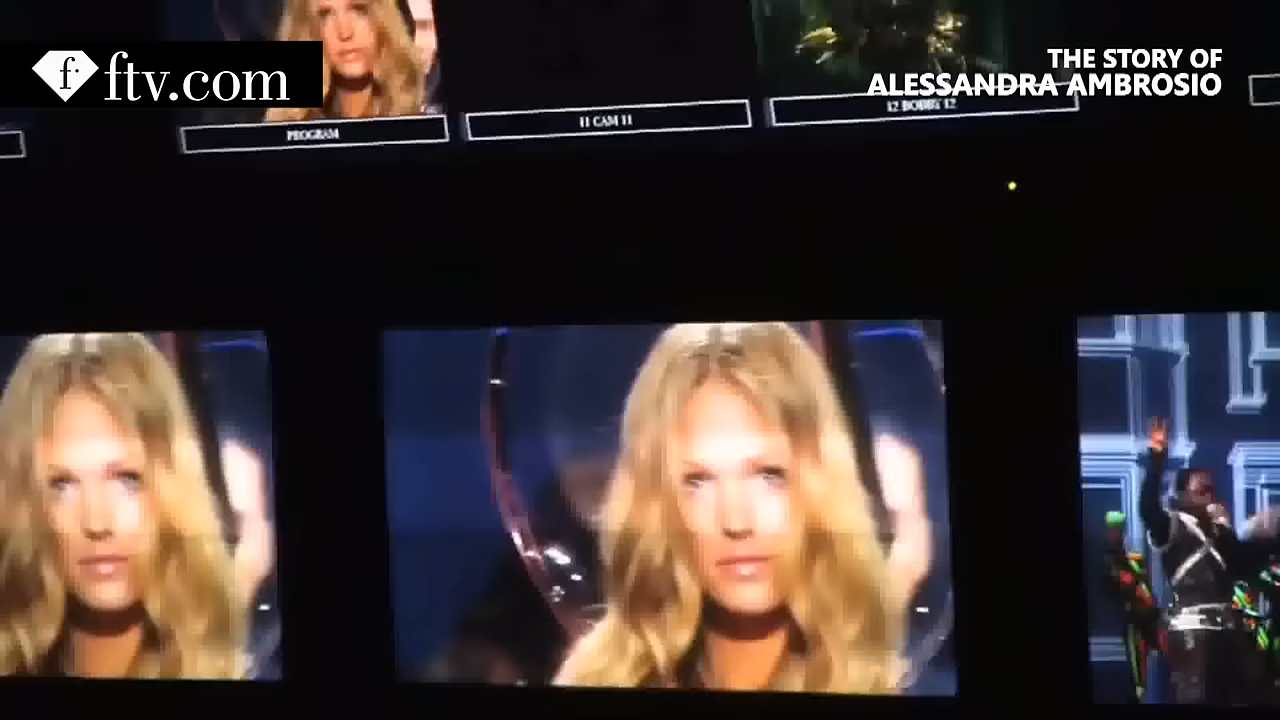 f
ftv.com
THE STORY OF
ALESSANDRA AMBROSIO
PROGRAM
11 CAM 11
12 BOBBY 12